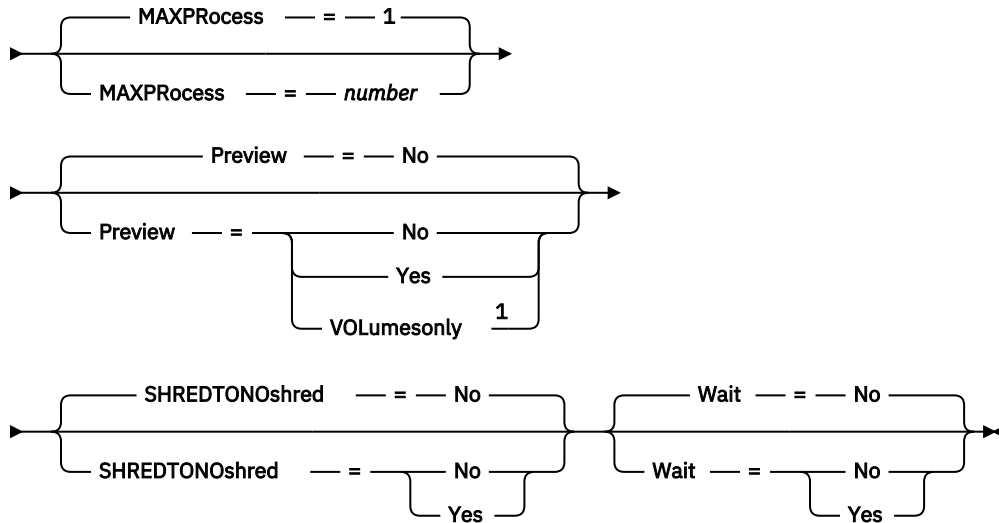 MAXPRocess = 1
MAXPRocess = number
Preview = No
Preview = No
Yes
VOLumesonly 1
SHREDTONOshred = No Wait = No
SHREDTONOshred = No Wait = No
Yes Yes